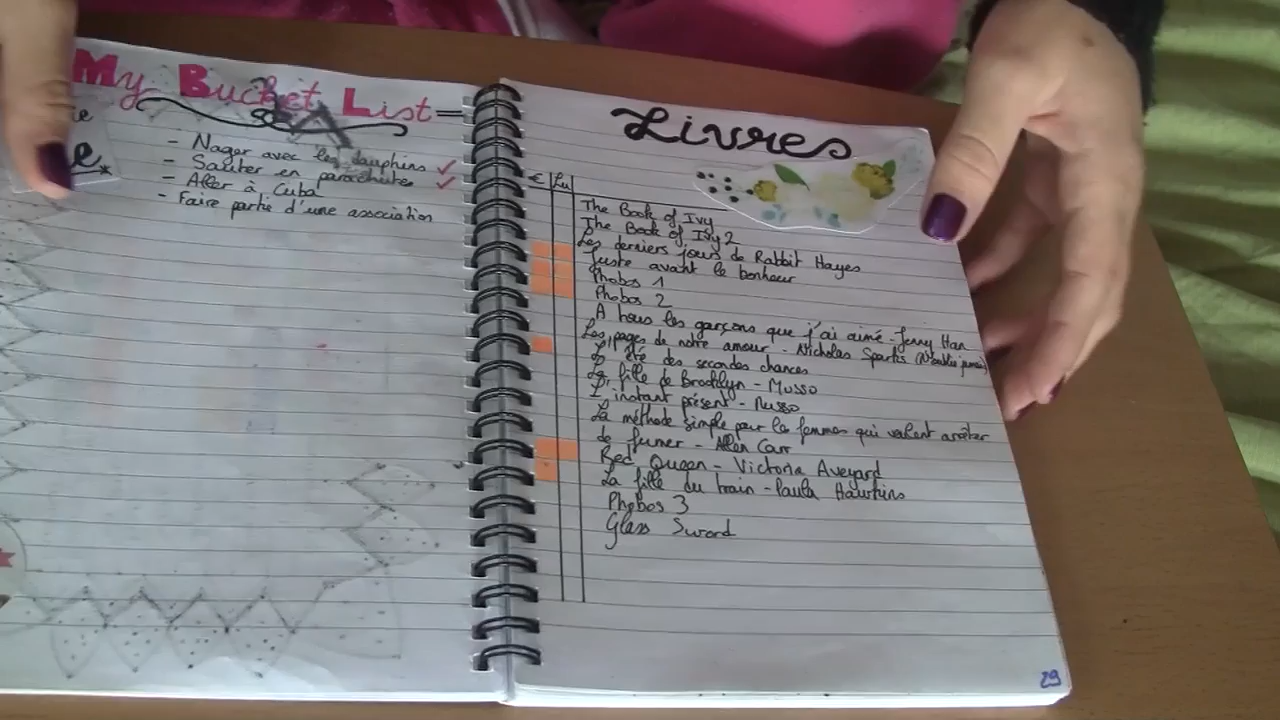 My Bucket List
e
e*
- Nager avec les dauphins ✓
- Sauter en parachutes ✓
- Aller à Cuba
- Faire partie d'une association
Livres
€ Lu
The Book of Ivy
The Book of Ivy 2
Les derniers jours de Rabbit Hayes
Juste avant le bonheur
Phobos 1
Phobos 2
A tous les garçons que j'ai aimé - Jenny Han
Les pages de notre amour - Nicholas Sparks (N'oublie jamais)
L'été des secondes chances
La fille de Brooklyn - Musso
L'instant présent - Musso
La méthode simple pour les femmes qui veulent arrêter
de fumer - Allen Carr
Red Queen - Victoria Aveyard
La fille du train - Paula Hawkins
Phobos 3
Glass Sword
29